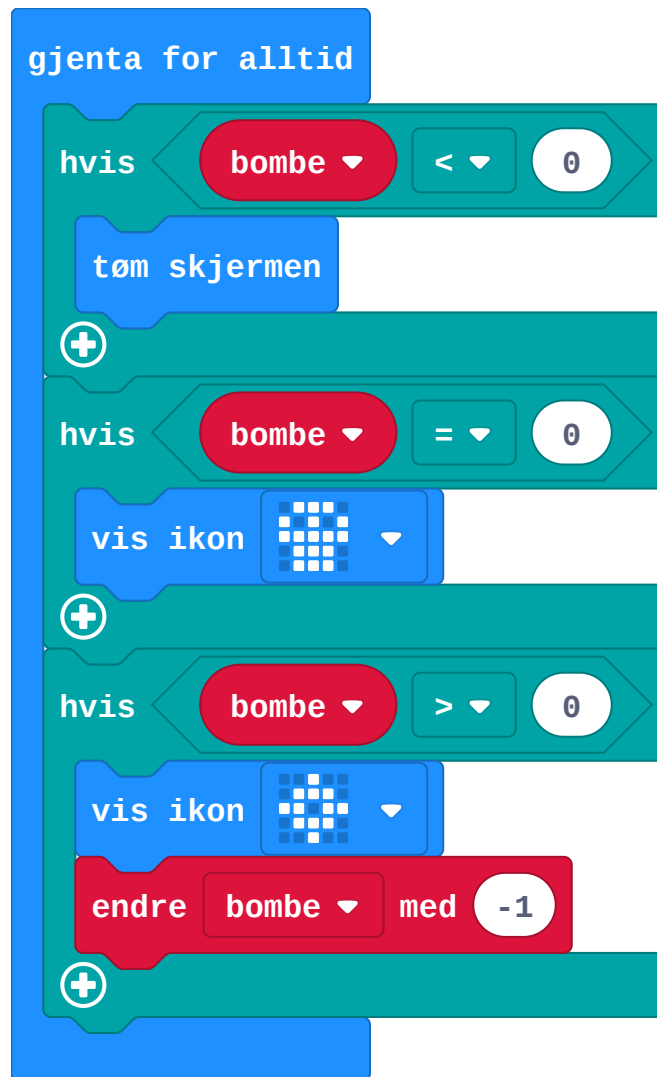 gjenta for alltid
hvis bombe < 0
tøm skjermen
hvis bombe = 0
vis ikon
hvis bombe > 0
vis ikon
endre bombe med -1